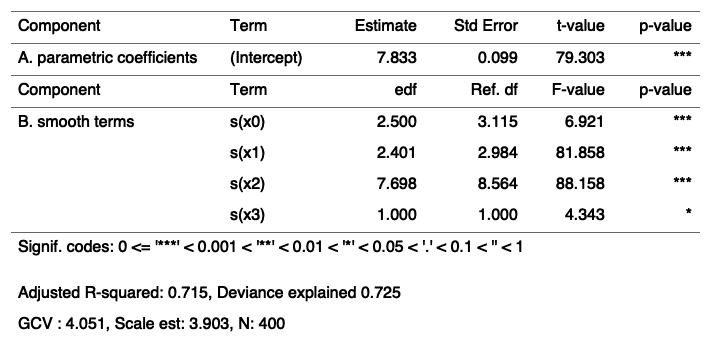 Component Term Estimate Std Error t-value p-value
A. parametric coefficients (Intercept) 7.833 0.099 79.303 ***
Component Term edf Ref. df F-value p-value
B. smooth terms s(x0) 2.500 3.115 6.921 ***
s(x1) 2.401 2.984 81.858 ***
s(x2) 7.698 8.564 88.158 ***
s(x3) 1.000 1.000 4.343 *
Signif. codes: 0 <= '***' < 0.001 < '**' < 0.01 < '*' < 0.05 < '.' < 0.1 < '' < 1
Adjusted R-squared: 0.715, Deviance explained 0.725
GCV : 4.051, Scale est: 3.903, N: 400